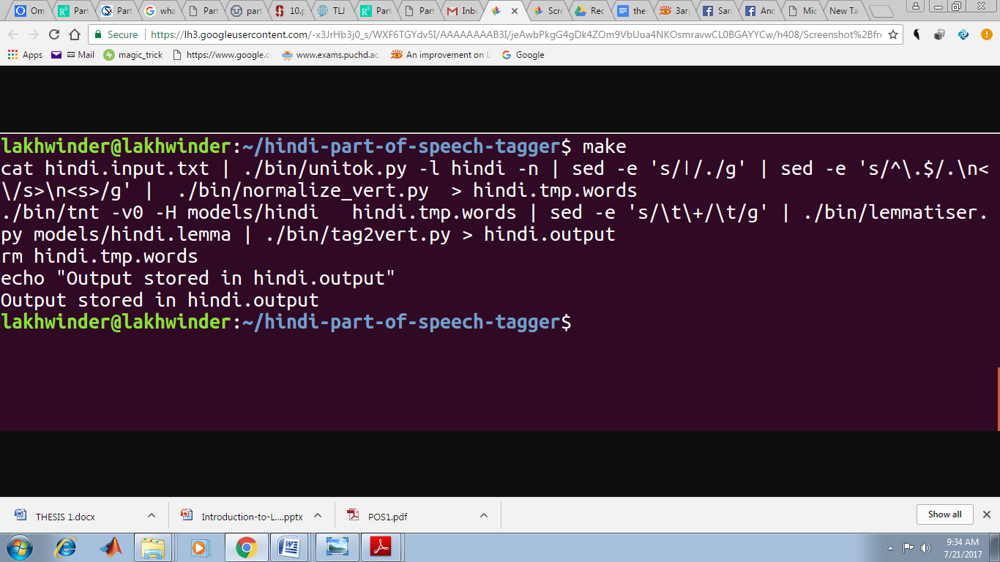 Om
Part
Part
wha
Part
part
10.
TLJ
Part
Part
Inbo
Scre
Rec
the
3arp
Sarc
Anc
Mic
New Ta
Secure https://lh3.googleusercontent.com/-x3JrHb3j0_s/WXF6TGYdv5I/AAAAAAAAB3I/jeAwbPkgG4gDk4ZOm9VbUua4NKOsmravwCL0BGAYYCw/h408/Screenshot%2Bfr
Apps Mail magic_trick https://www.google.c www.exams.puchd.ac. An improvement on Google
lakhwinder@lakhwinder:~/hindi-part-of-speech-tagger$ make
cat hindi.input.txt | ./bin/unitok.py -l hindi -n | sed -e 's/।/./g' | sed -e 's/^\.$/.\n<
\/s>\n<s>/g' |  ./bin/normalize_vert.py  > hindi.tmp.words
./bin/tnt -v0 -H models/hindi   hindi.tmp.words | sed -e 's/\t\+/\t/g' | ./bin/lemmatiser.
py models/hindi.lemma | ./bin/tag2vert.py > hindi.output
rm hindi.tmp.words
echo "Output stored in hindi.output"
Output stored in hindi.output
lakhwinder@lakhwinder:~/hindi-part-of-speech-tagger$
THESIS 1.docx
Introduction-to-L....pptx
POS1.pdf
Show all
9:34 AM
7/21/2017